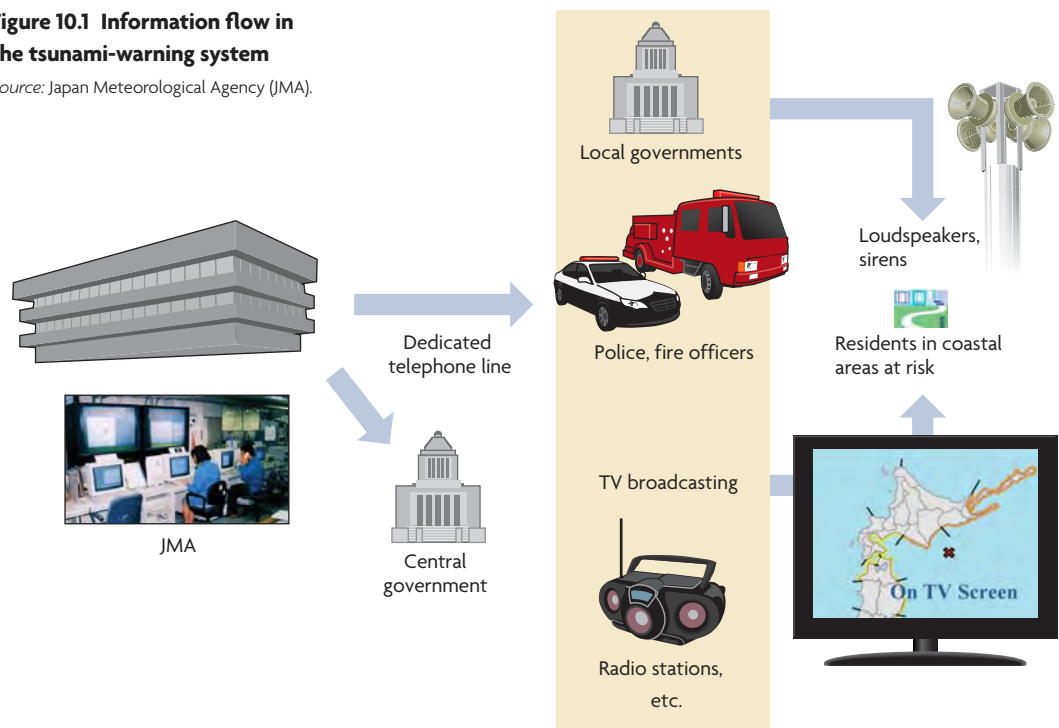 igure 10.1 Information flow in
he tsunami-warning system
ource: Japan Meteorological Agency (JMA).
Local governments
Loudspeakers,
sirens
Dedicated
telephone line
Police, fire officers
Residents in coastal
areas at risk
TV broadcasting
JMA
Central
government
On TV Screen
Radio stations,
etc.